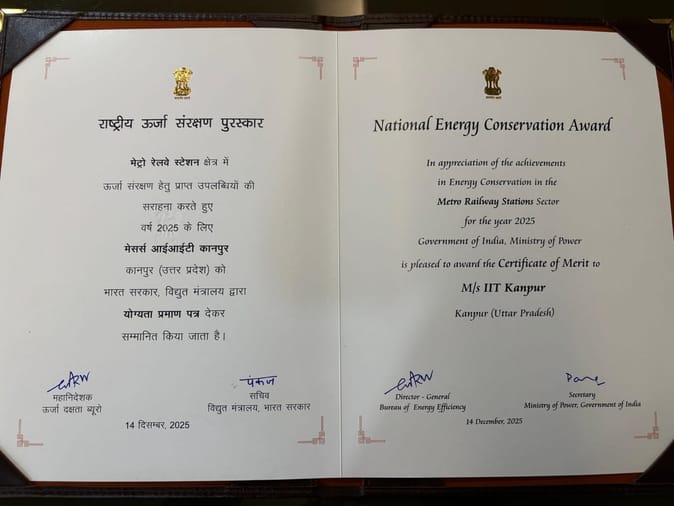 राष्ट्रीय ऊर्जा संरक्षण पुरस्कार
मेट्रो रेलवे स्टेशन क्षेत्र में
ऊर्जा संरक्षण हेतु प्राप्त उपलब्धियों की
सराहना करते हुए
वर्ष 2025 के लिए
मेसर्स आईआईटी कानपुर
कानपुर (उत्तर प्रदेश) को
भारत सरकार, विद्युत मंत्रालय द्वारा
योग्यता प्रमाण पत्र देकर
सम्मानित किया जाता है।
पंकज
महानिदेशक
ऊर्जा दक्षता ब्यूरो
सचिव
विद्युत मंत्रालय, भारत सरकार
14 दिसम्बर, 2025
National Energy Conservation Award
In appreciation of the achievements
in Energy Conservation in the
Metro Railway Stations Sector
for the year 2025
Government of India, Ministry of Power
is pleased to award the Certificate of Merit to
M/s IIT Kanpur
Kanpur (Uttar Pradesh)
Director - General
Bureau of Energy Efficiency
Secretary
Ministry of Power, Government of India
14 December, 2025